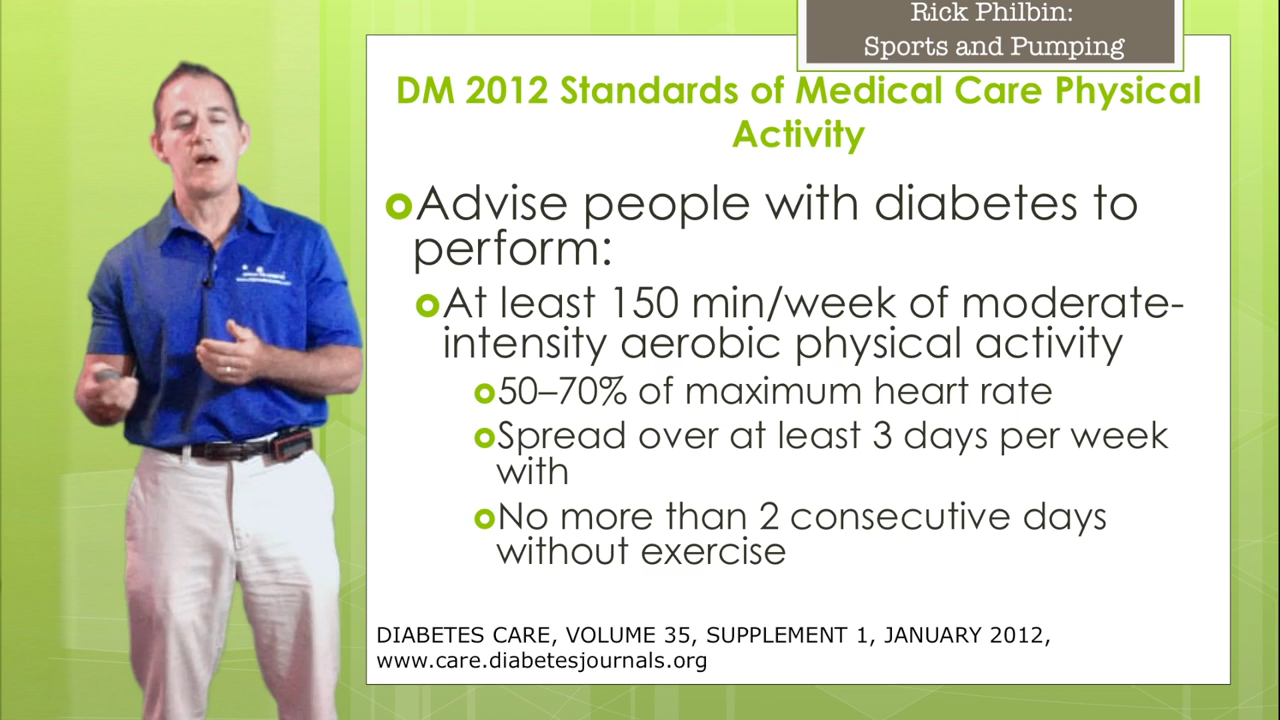 Rick Philbin:
Sports and Pumping
DM 2012 Standards of Medical Care Physical
Activity
Advise people with diabetes to
perform:
At least 150 min/week of moderate-
intensity aerobic physical activity
50–70% of maximum heart rate
Spread over at least 3 days per week
with
No more than 2 consecutive days
without exercise
DIABETES CARE, VOLUME 35, SUPPLEMENT 1, JANUARY 2012,
www.care.diabetesjournals.org